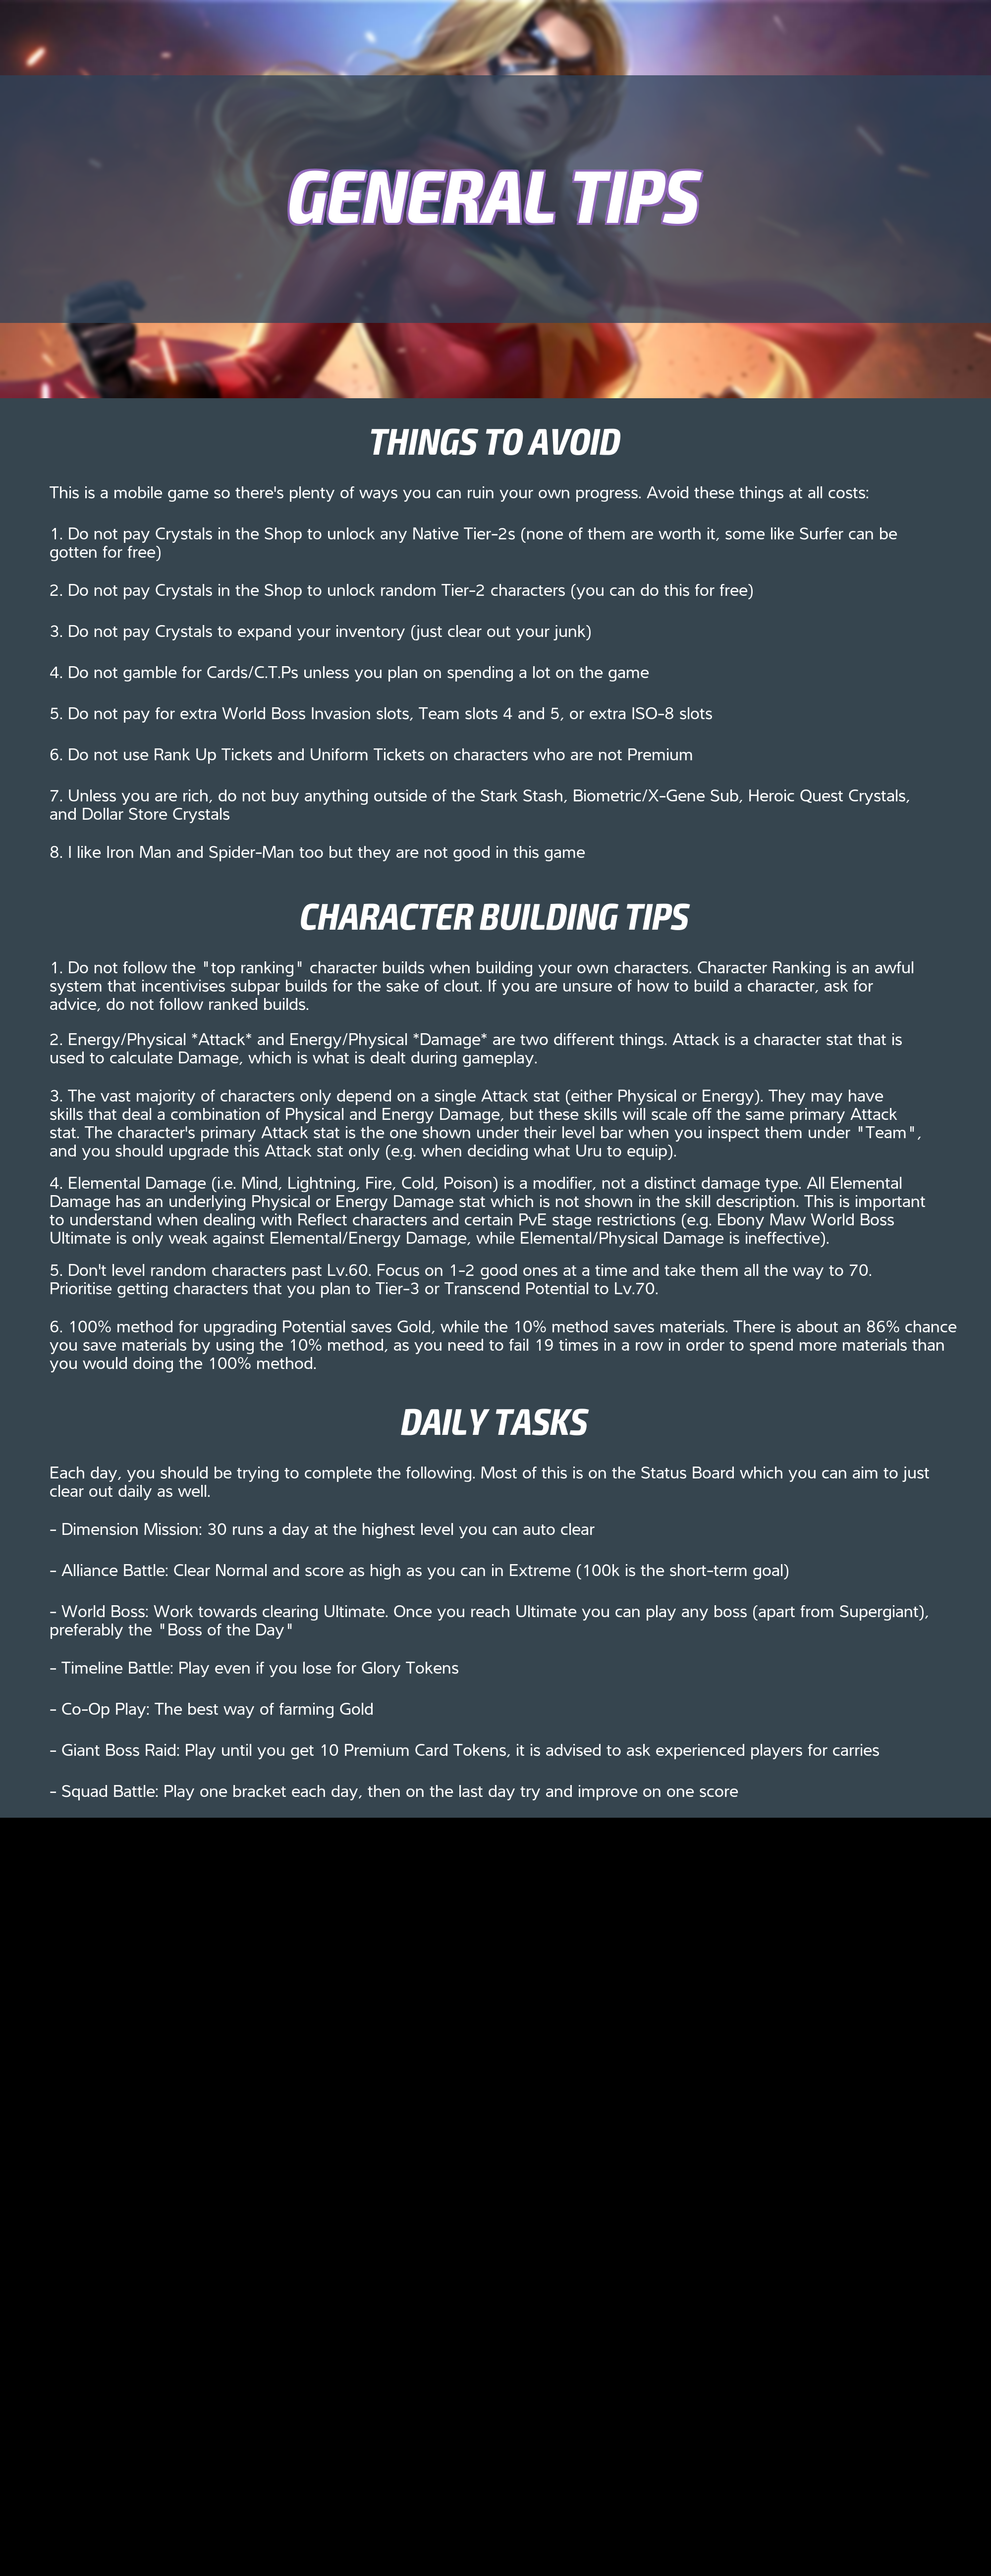 GENERAL TIPS
THINGS TO AVOID
This is a mobile game so there's plenty of ways you can ruin your own progress. Avoid these things at all costs:
1. Do not pay Crystals in the Shop to unlock any Native Tier-2s (none of them are worth it, some like Surfer can be
gotten for free)
2. Do not pay Crystals in the Shop to unlock random Tier-2 characters (you can do this for free)
3. Do not pay Crystals to expand your inventory (just clear out your junk)
4. Do not gamble for Cards/C.T.Ps unless you plan on spending a lot on the game
5. Do not pay for extra World Boss Invasion slots, Team slots 4 and 5, or extra ISO-8 slots
6. Do not use Rank Up Tickets and Uniform Tickets on characters who are not Premium
7. Unless you are rich, do not buy anything outside of the Stark Stash, Biometric/X-Gene Sub, Heroic Quest Crystals,
and Dollar Store Crystals
8. I like Iron Man and Spider-Man too but they are not good in this game
CHARACTER BUILDING TIPS
1. Do not follow the "top ranking" character builds when building your own characters. Character Ranking is an awful
system that incentivises subpar builds for the sake of clout. If you are unsure of how to build a character, ask for
advice, do not follow ranked builds.
2. Energy/Physical *Attack* and Energy/Physical *Damage* are two different things. Attack is a character stat that is
used to calculate Damage, which is what is dealt during gameplay.
3. The vast majority of characters only depend on a single Attack stat (either Physical or Energy). They may have
skills that deal a combination of Physical and Energy Damage, but these skills will scale off the same primary Attack
stat. The character's primary Attack stat is the one shown under their level bar when you inspect them under "Team",
and you should upgrade this Attack stat only (e.g. when deciding what Uru to equip).
4. Elemental Damage (i.e. Mind, Lightning, Fire, Cold, Poison) is a modifier, not a distinct damage type. All Elemental
Damage has an underlying Physical or Energy Damage stat which is not shown in the skill description. This is important
to understand when dealing with Reflect characters and certain PvE stage restrictions (e.g. Ebony Maw World Boss
Ultimate is only weak against Elemental/Energy Damage, while Elemental/Physical Damage is ineffective).
5. Don't level random characters past Lv.60. Focus on 1-2 good ones at a time and take them all the way to 70.
Prioritise getting characters that you plan to Tier-3 or Transcend Potential to Lv.70.
6. 100% method for upgrading Potential saves Gold, while the 10% method saves materials. There is about an 86% chance
you save materials by using the 10% method, as you need to fail 19 times in a row in order to spend more materials than
you would doing the 100% method.
DAILY TASKS
Each day, you should be trying to complete the following. Most of this is on the Status Board which you can aim to just
clear out daily as well.
- Dimension Mission: 30 runs a day at the highest level you can auto clear
- Alliance Battle: Clear Normal and score as high as you can in Extreme (100k is the short-term goal)
- World Boss: Work towards clearing Ultimate. Once you reach Ultimate you can play any boss (apart from Supergiant),
preferably the "Boss of the Day"
- Timeline Battle: Play even if you lose for Glory Tokens
- Co-Op Play: The best way of farming Gold
- Giant Boss Raid: Play until you get 10 Premium Card Tokens, it is advised to ask experienced players for carries
- Squad Battle: Play one bracket each day, then on the last day try and improve on one score